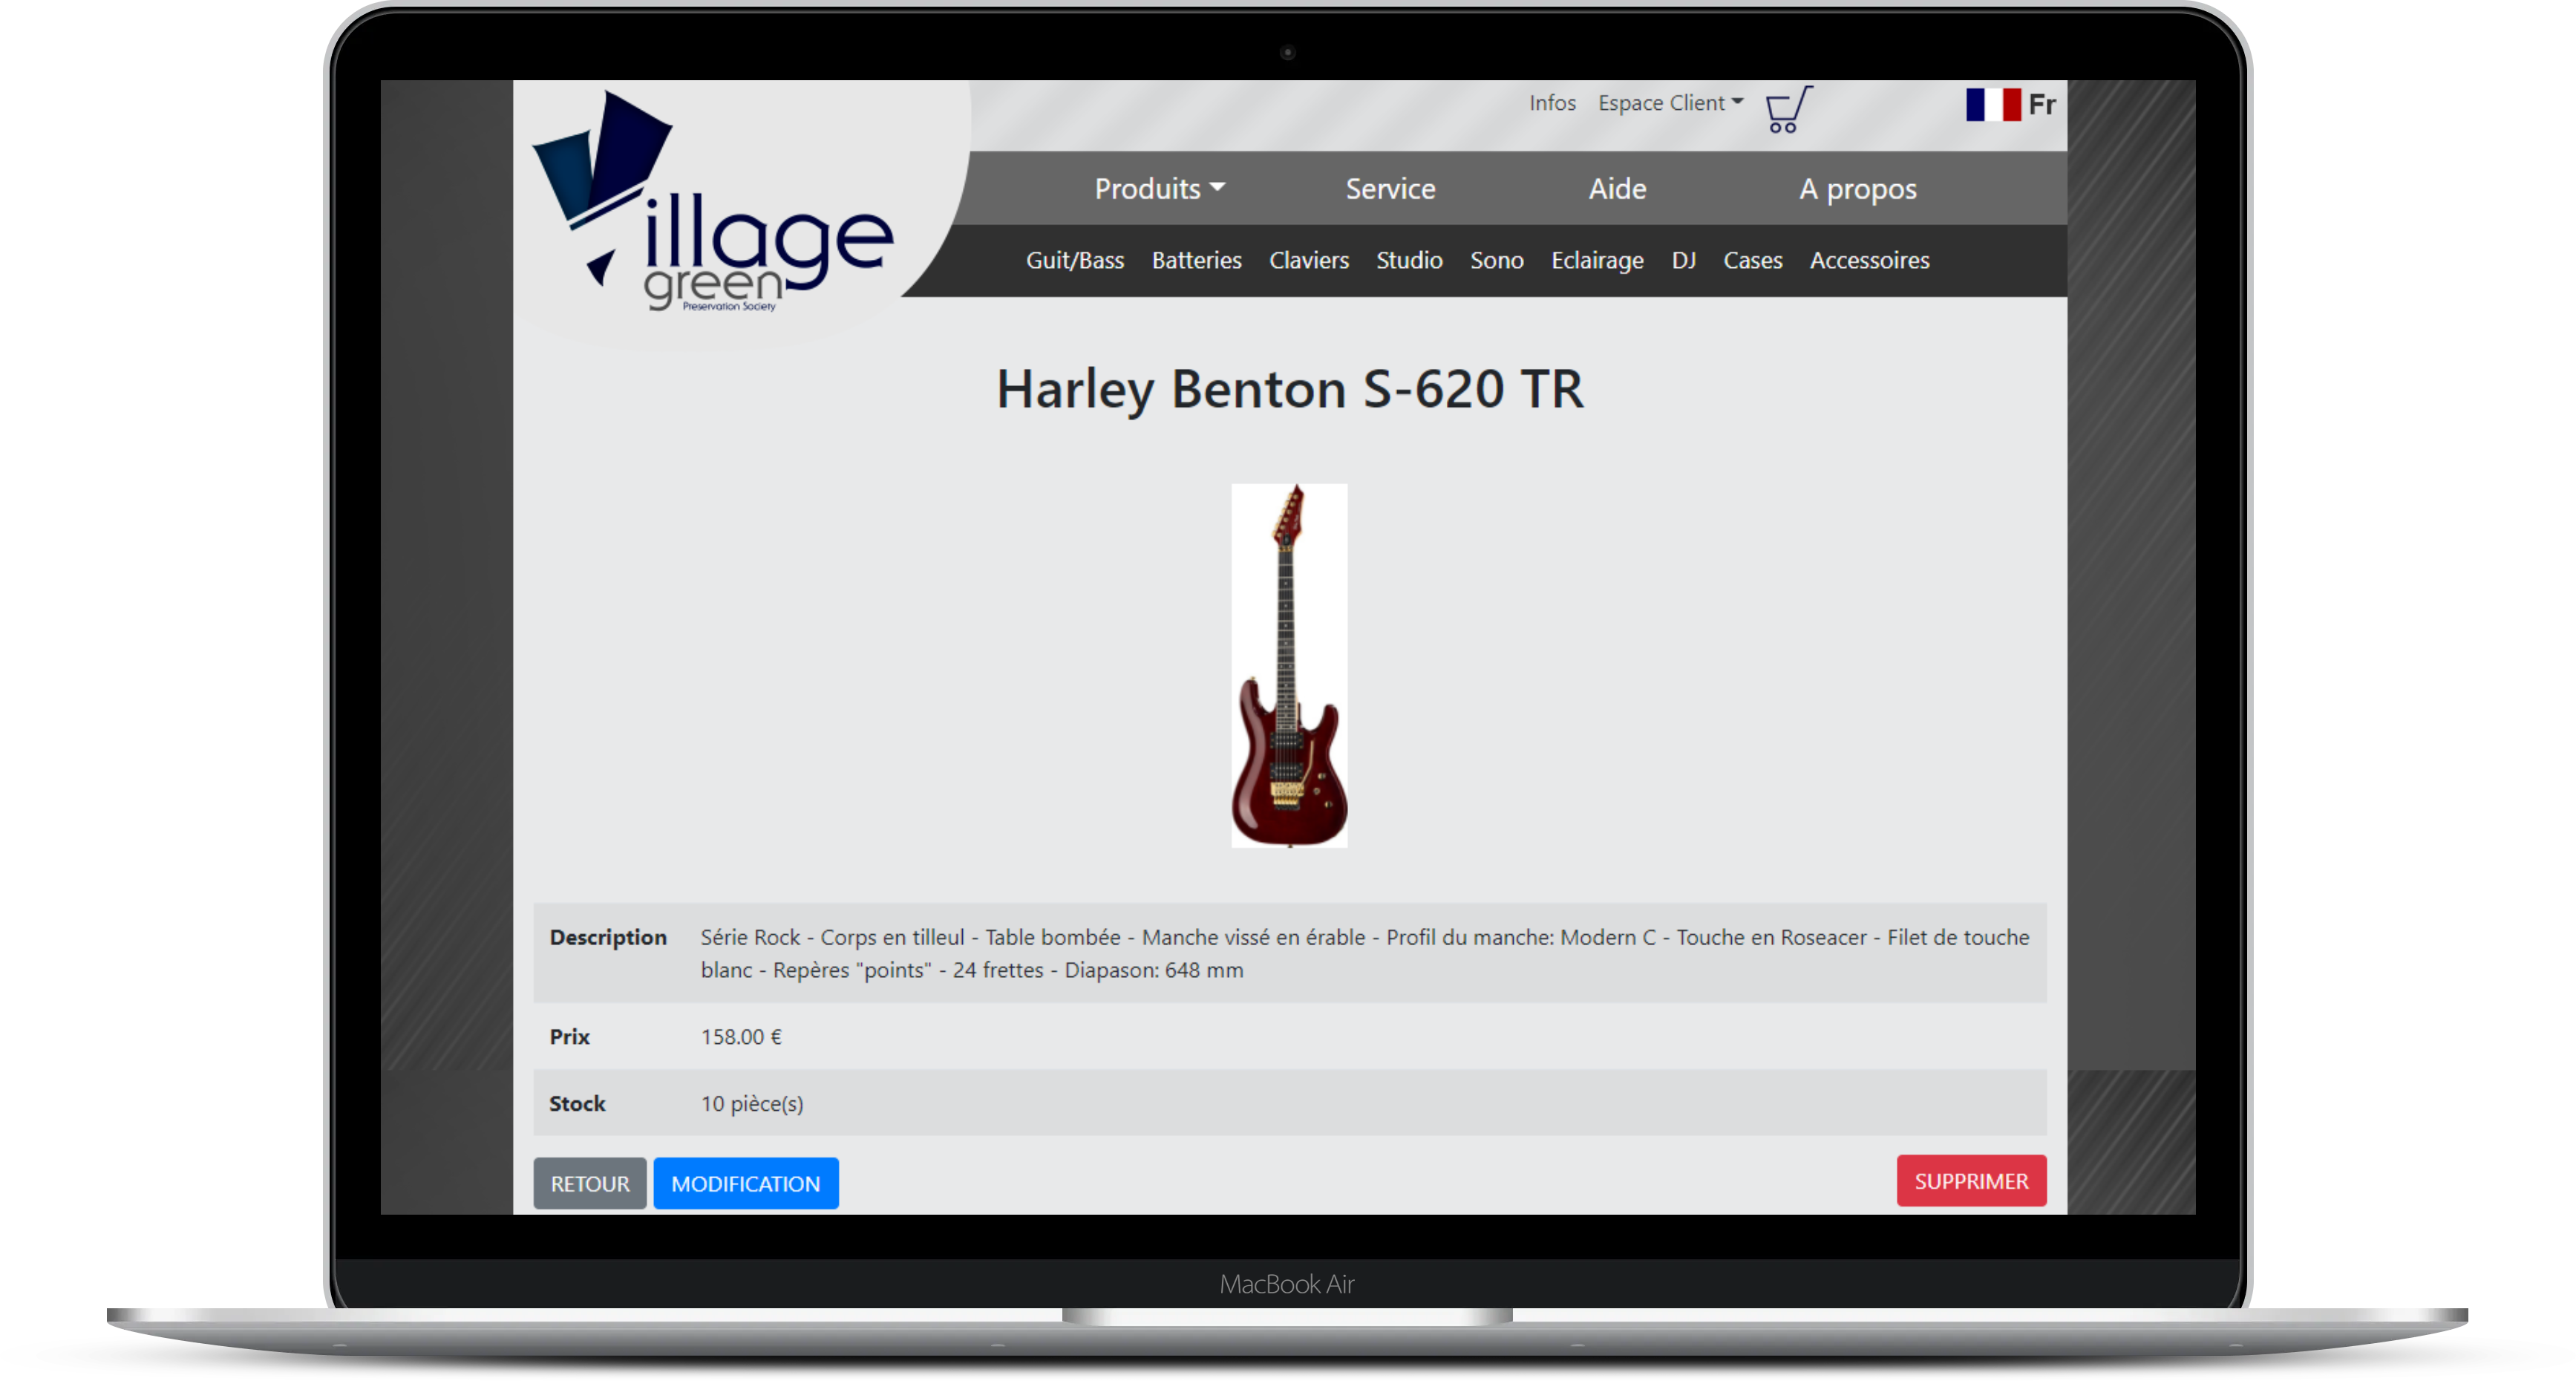 Infos Espace Client
Fr
illage
green
Preservation Society
Produits Service Aide A propos
Guit/Bass Batteries Claviers Studio Sono Eclairage DJ Cases Accessoires
Harley Benton S-620 TR
Description Série Rock - Corps en tilleul - Table bombée - Manche vissé en érable - Profil du manche: Modern C - Touche en Roseacer - Filet de touche
blanc - Repères "points" - 24 frettes - Diapason: 648 mm
Prix 158.00 €
Stock 10 pièce(s)
RETOUR MODIFICATION SUPPRIMER
MacBook Air